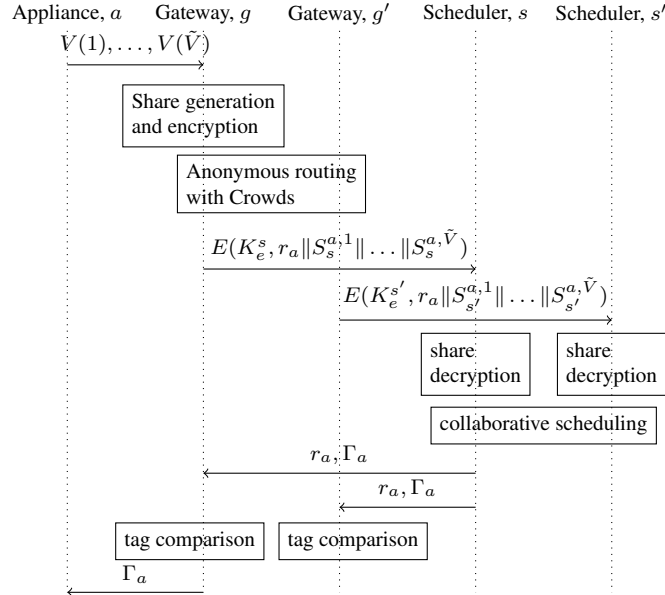 Appliance, a Gateway, g Gateway, g′ Scheduler, s Scheduler, s′
V(1), . . . , V(Ṽ)
Share generation
and encryption
Anonymous routing
with Crowds
E(K_e^s, r_a‖S_s^{a,1}‖ . . . ‖S_s^{a,Ṽ})
E(K_e^{s′}, r_a‖S_{s′}^{a,1}‖ . . . ‖S_{s′}^{a,Ṽ})
share
decryption
share
decryption
collaborative scheduling
r_a, Γ_a
r_a, Γ_a
tag comparison
tag comparison
Γ_a